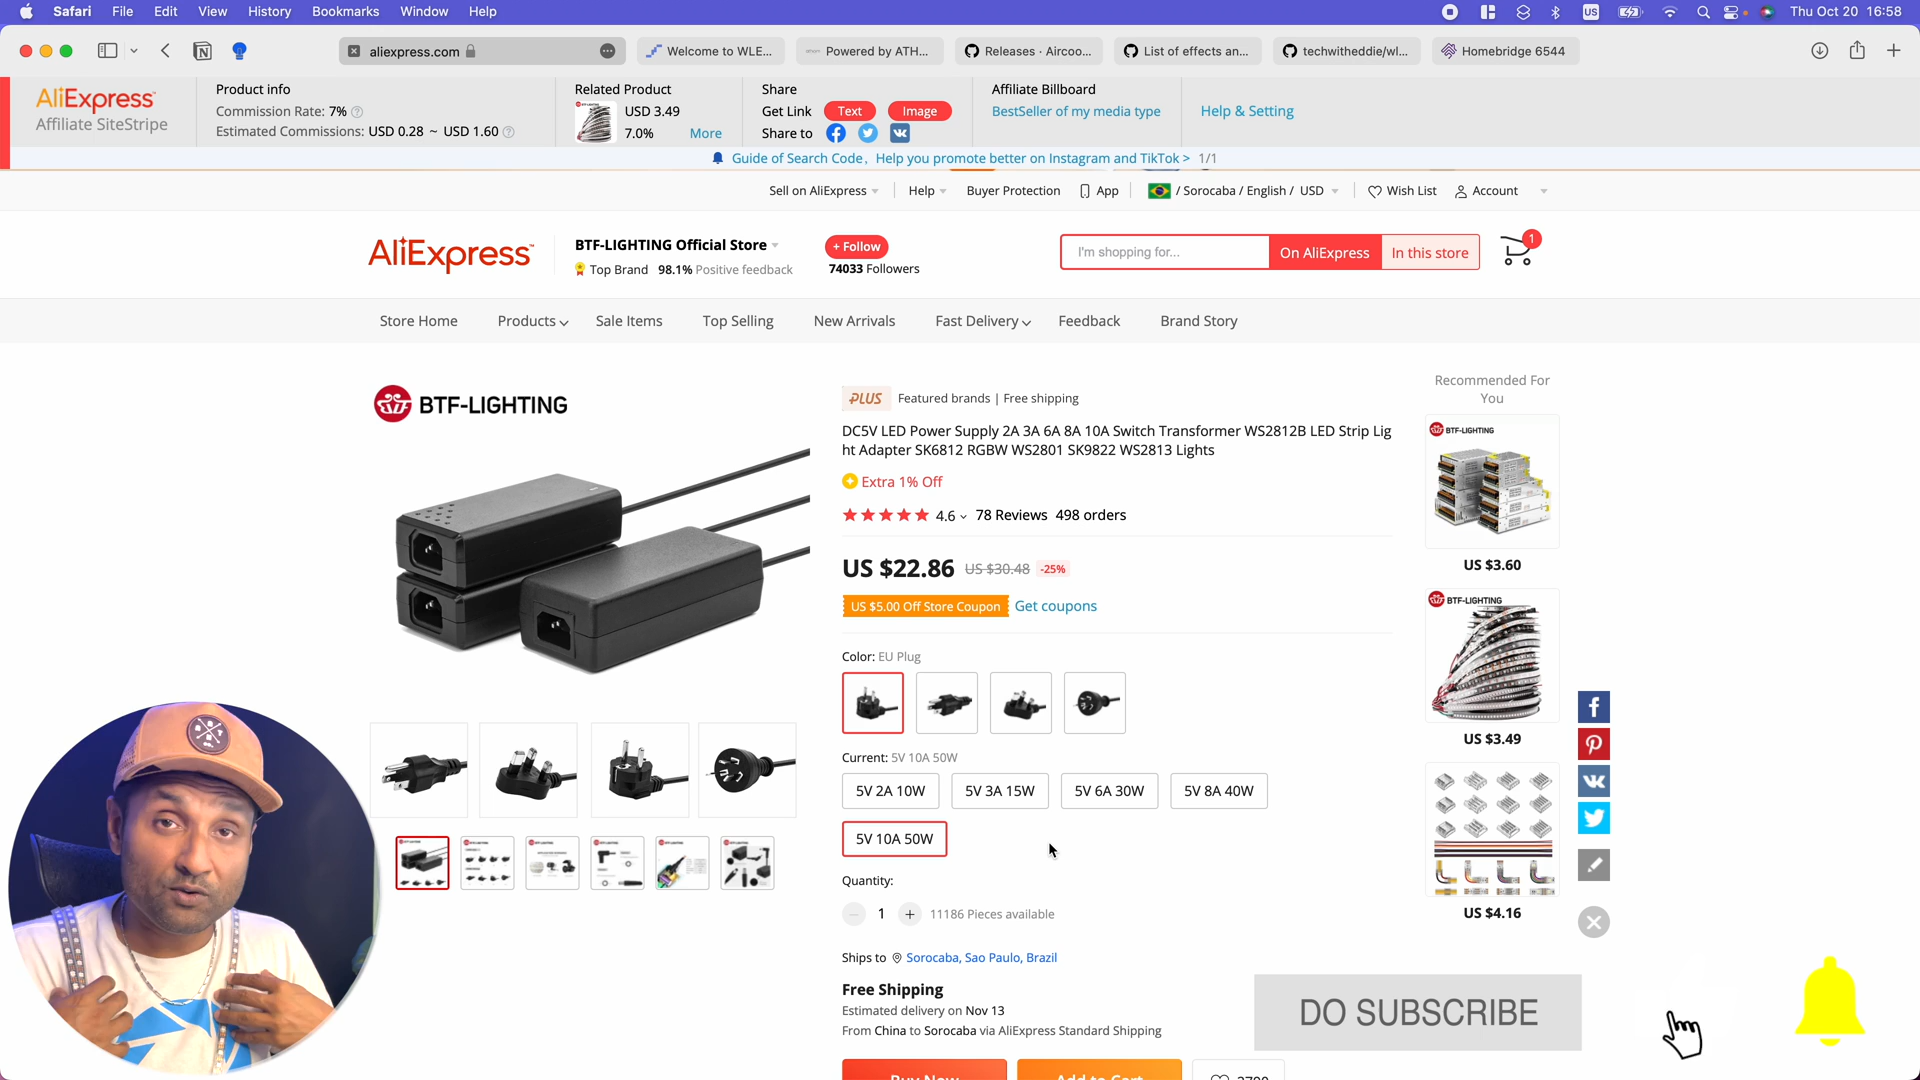 Safari File Edit View History Bookmarks Window Help
US
Thu Oct 20 16:58
aliexpress.com
Welcome to WLE...
Powered by ATH...
Releases · Aircoo...
List of effects an...
techwitheddie/wl...
Homebridge 6544
AliExpress
Affiliate SiteStripe
Product info
Commission Rate: 7%
Estimated Commissions: USD 0.28 ~ USD 1.60
Related Product
USD 3.49
7.0% More
Share
Get Link Text Image
Share to
Affiliate Billboard
BestSeller of my media type
Help & Setting
Guide of Search Code, Help you promote better on Instagram and TikTok > 1/1
Sell on AliExpress Help Buyer Protection App / Sorocaba / English / USD Wish List Account
AliExpress
BTF-LIGHTING Official Store
Top Brand 98.1% Positive feedback
+ Follow
74033 Followers
I'm shopping for...
On AliExpress
In this store
1
Store Home Products Sale Items Top Selling New Arrivals Fast Delivery Feedback Brand Story
BTF-LIGHTING
PLUS Featured brands | Free shipping
DC5V LED Power Supply 2A 3A 6A 8A 10A Switch Transformer WS2812B LED Strip Lig
ht Adapter SK6812 RGBW WS2801 SK9822 WS2813 Lights
Extra 1% Off
4.6 78 Reviews 498 orders
US $22.86 US $30.48 -25%
US $5.00 Off Store Coupon Get coupons
Color: EU Plug
Current: 5V 10A 50W
5V 2A 10W 5V 3A 15W 5V 6A 30W 5V 8A 40W
5V 10A 50W
Quantity:
1 + 11186 Pieces available
Ships to Sorocaba, Sao Paulo, Brazil
Free Shipping
Estimated delivery on Nov 13
From China to Sorocaba via AliExpress Standard Shipping
Buy Now Add to Cart 3790
Recommended For
You
BTF-LIGHTING
US $3.60
BTF-LIGHTING
US $3.49
US $4.16
DO SUBSCRIBE